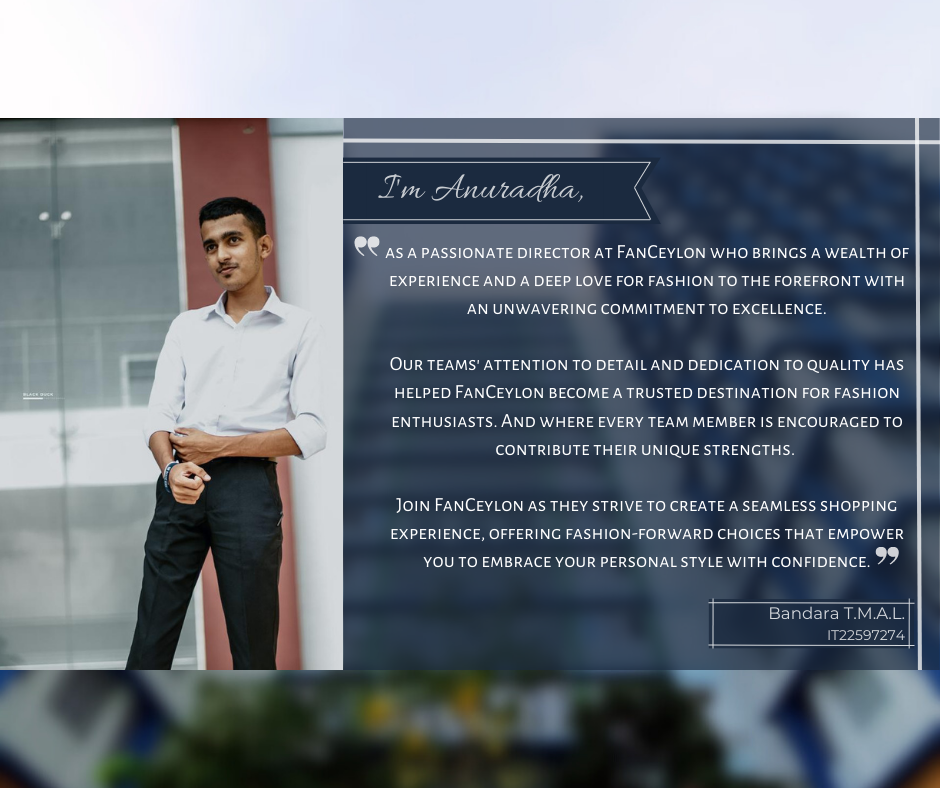 BLACK DUCK
I'm Anuradha,
❞ as a passionate director at FanCeylon who brings a wealth of
experience and a deep love for fashion to the forefront with
an unwavering commitment to excellence.
Our teams' attention to detail and dedication to quality has
helped FanCeylon become a trusted destination for fashion
enthusiasts. And where every team member is encouraged to
contribute their unique strengths.
Join FanCeylon as they strive to create a seamless shopping
experience, offering fashion-forward choices that empower
you to embrace your personal style with confidence. ❞
Bandara T.M.A.L.
IT22597274